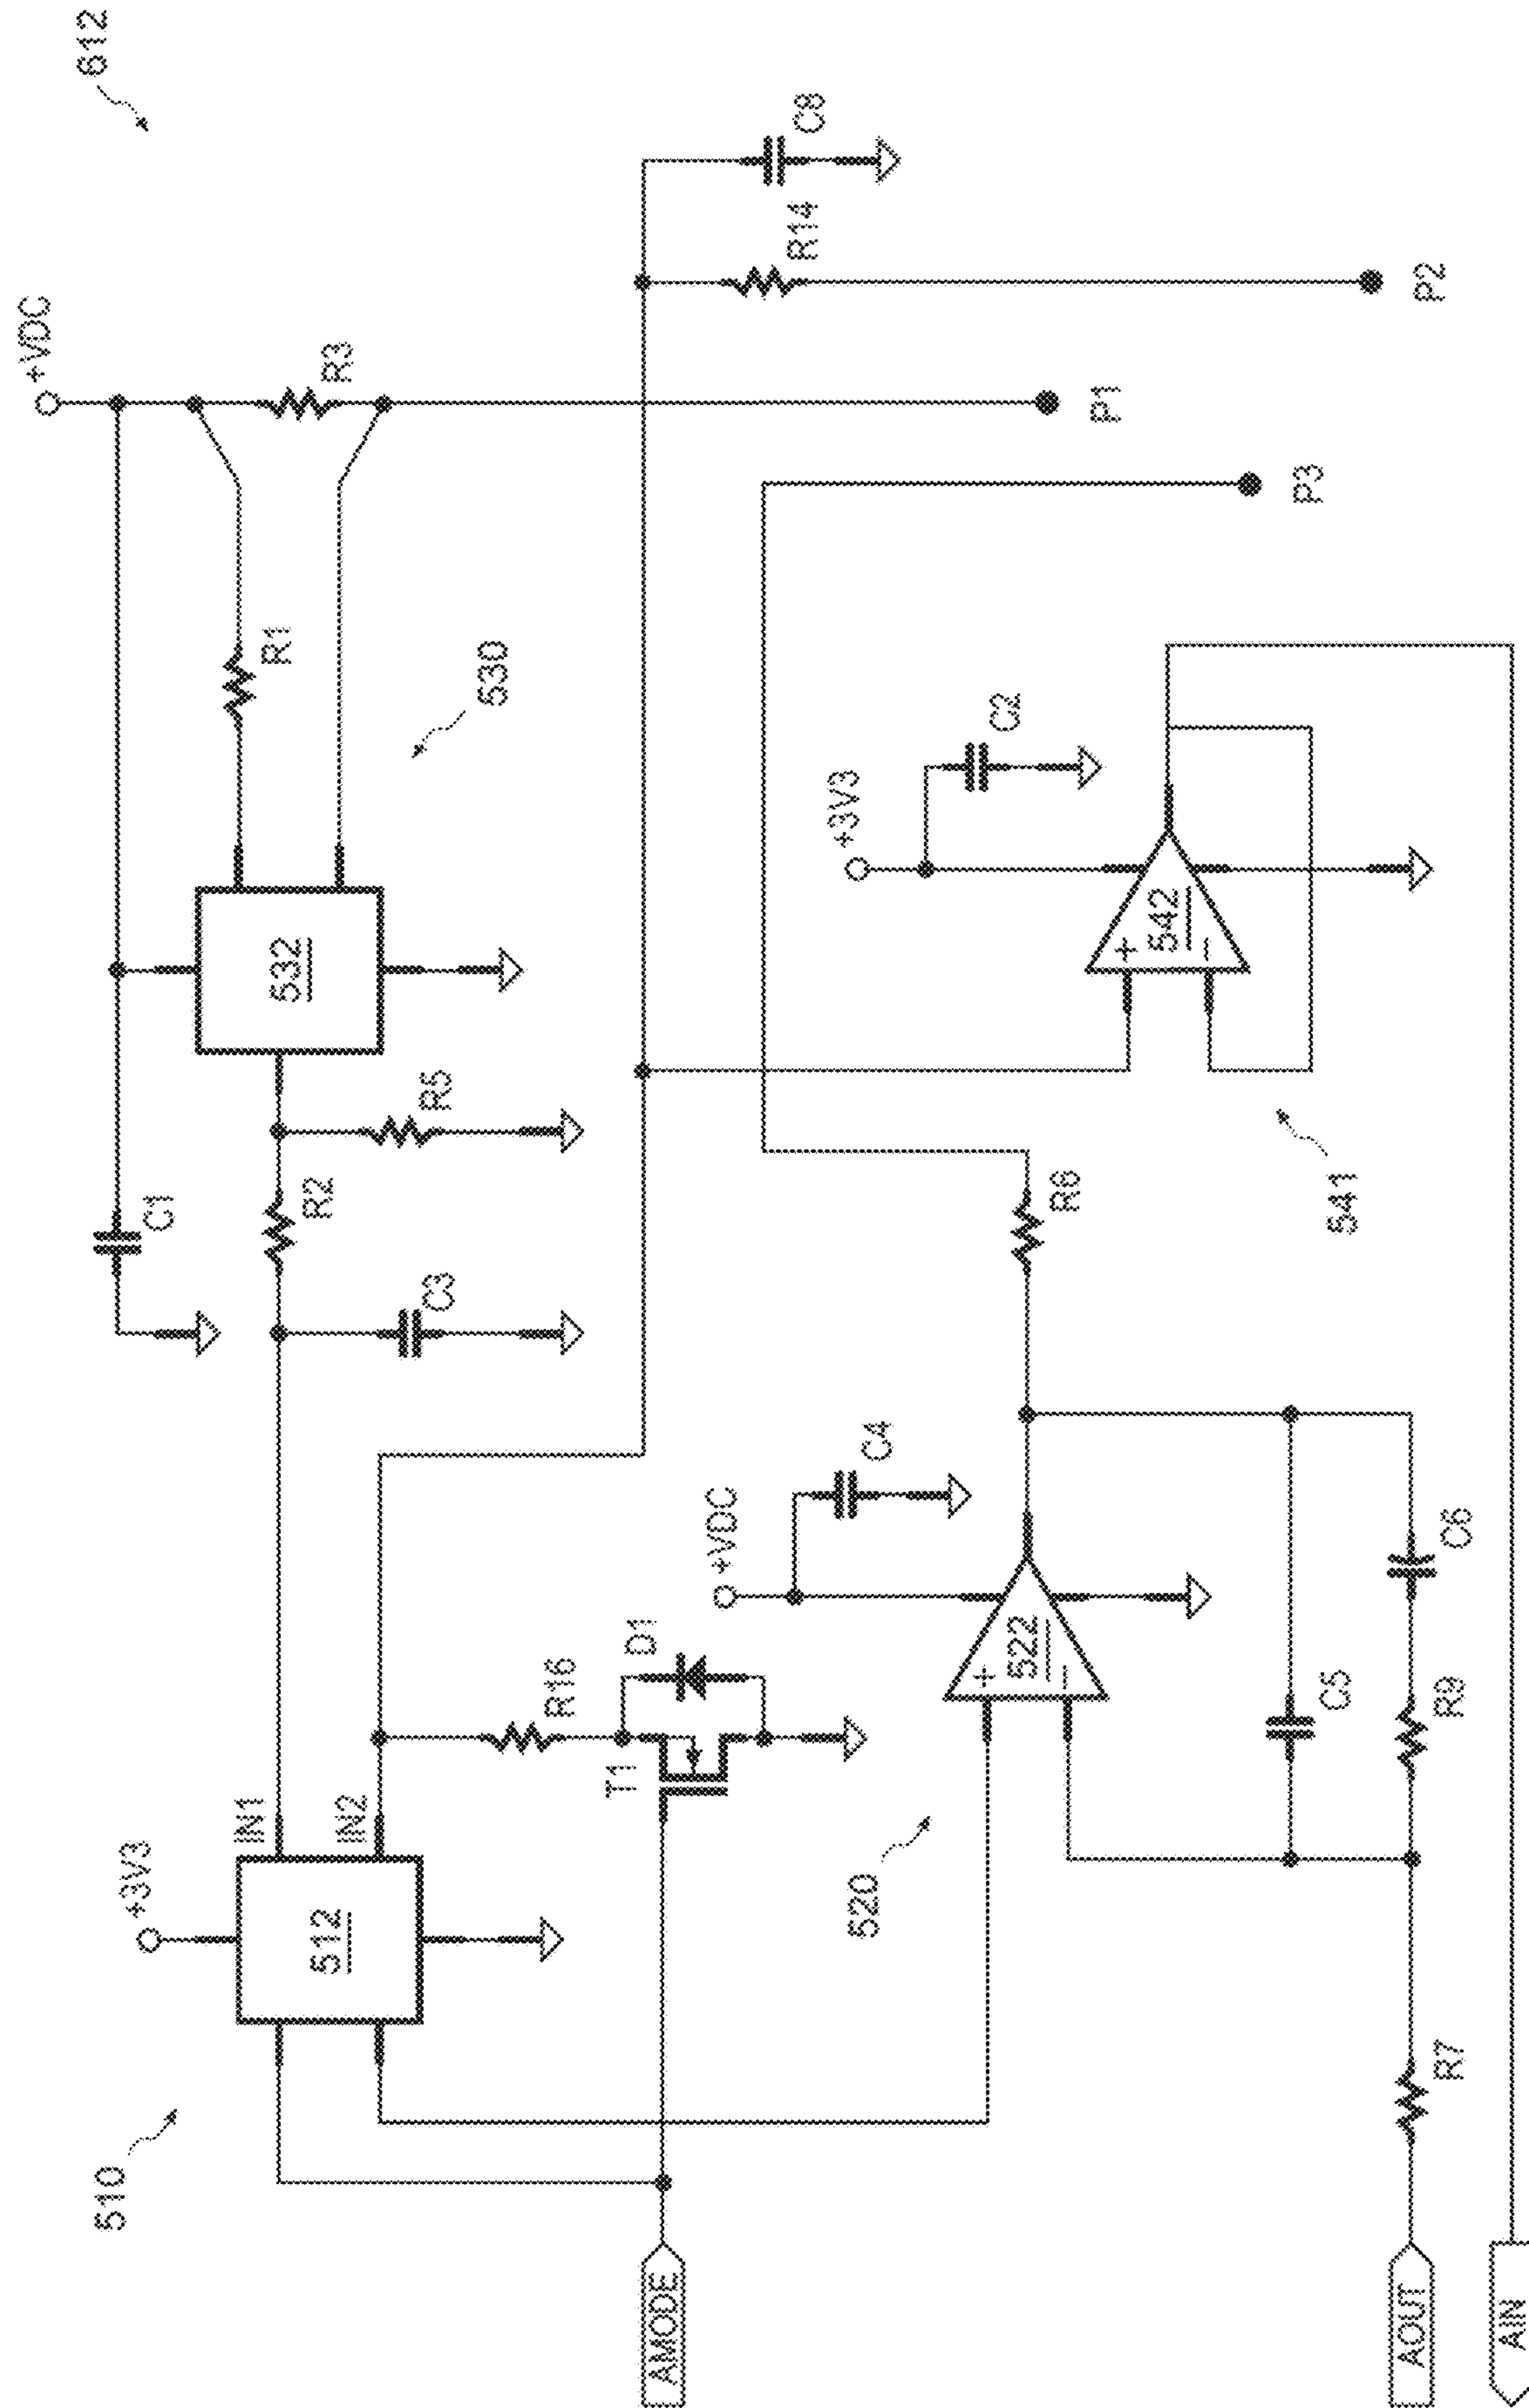 612
+VDC
R3
R1
530
532
C1
R2
R5
C3
C8
R14
P2
P1
P3
+3V3
C2
542
+
−
541
R6
510
+3V3
512
IN1
IN2
R16
D1
T1
+VDC
C4
520
522
+
−
C5
C6
R9
R7
AMODE
AOUT
AIN